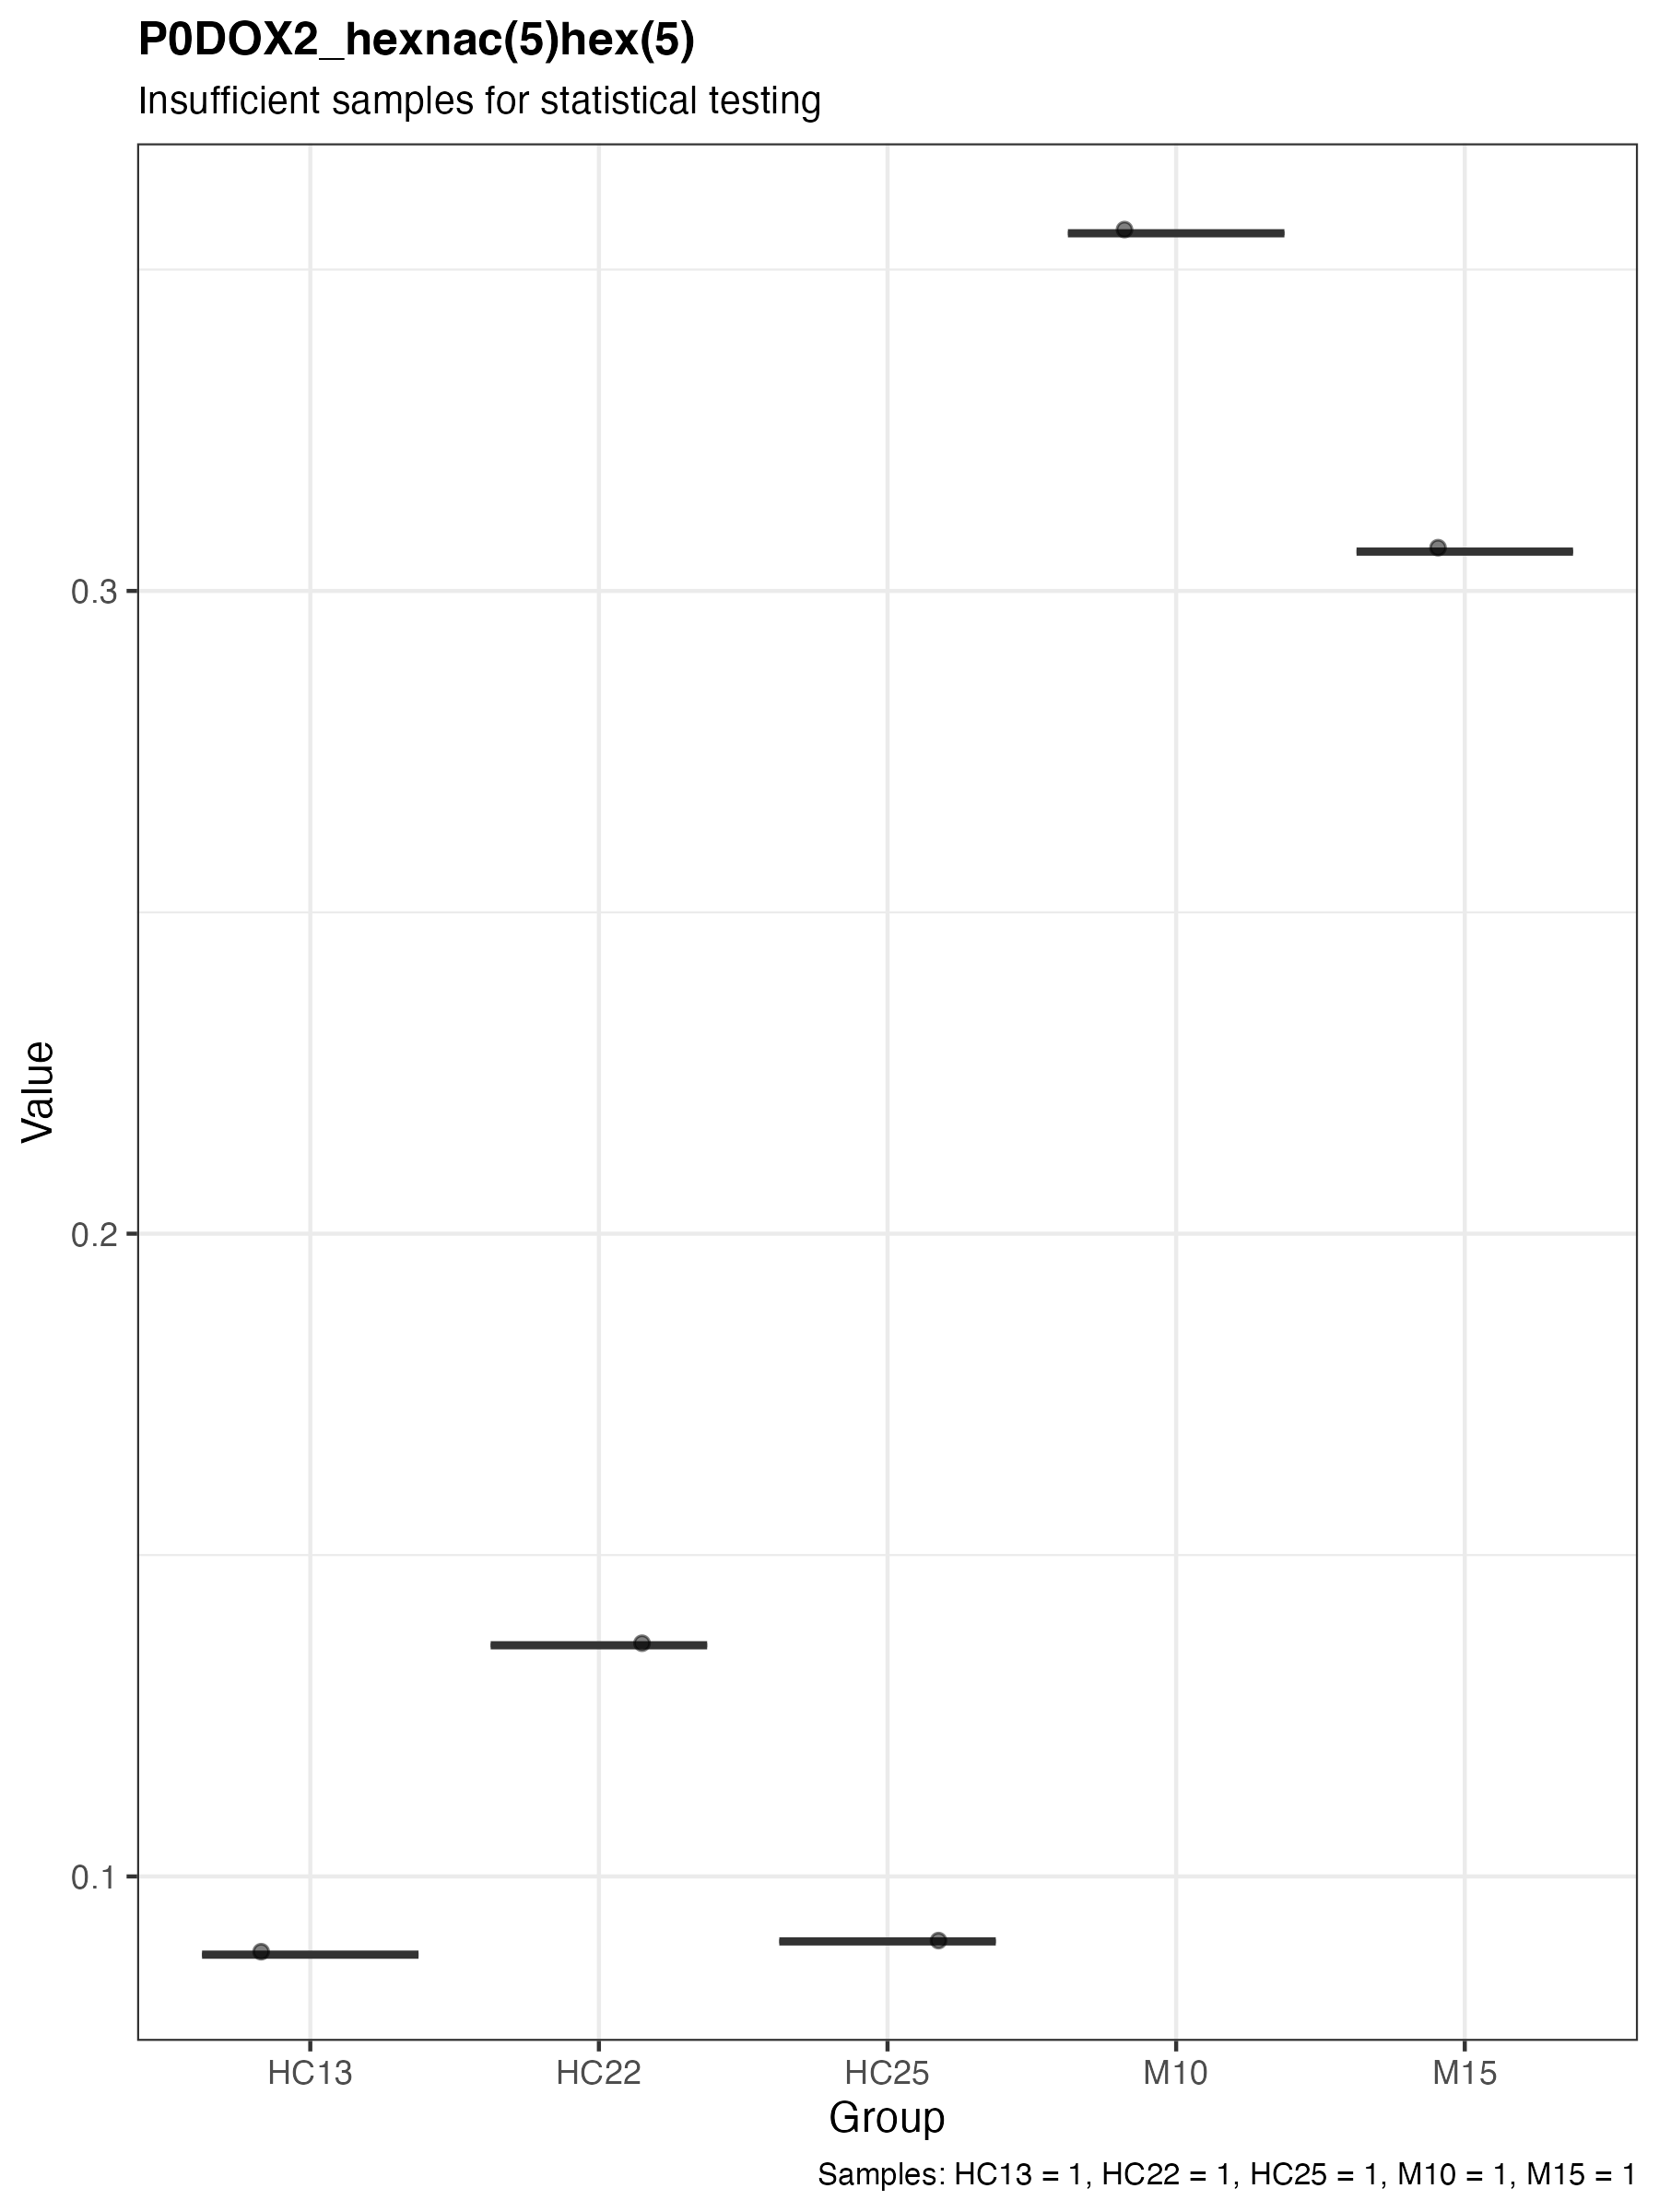 P0DOX2_hexnac(5)hex(5)
Insufficient samples for statistical testing
Value
0.3
0.2
0.1
HC13 HC22 HC25 M10 M15
Group
Samples: HC13 = 1, HC22 = 1, HC25 = 1, M10 = 1, M15 = 1